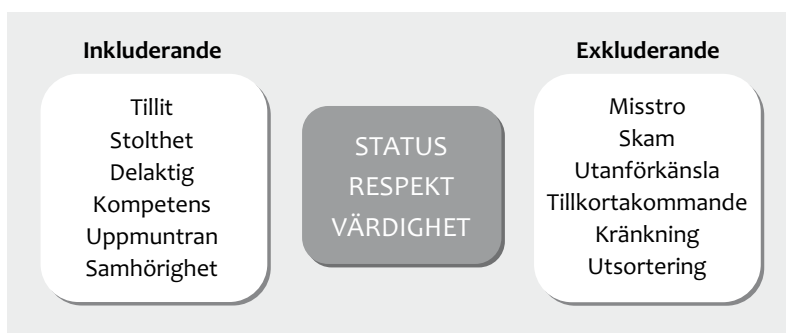 Inkluderande
Tillit
Stolthet
Delaktig
Kompetens
Uppmuntran
Samhörighet
STATUS
RESPEKT
VÄRDIGHET
Exkluderande
Misstro
Skam
Utanförkänsla
Tillkortakommande
Kränkning
Utsortering